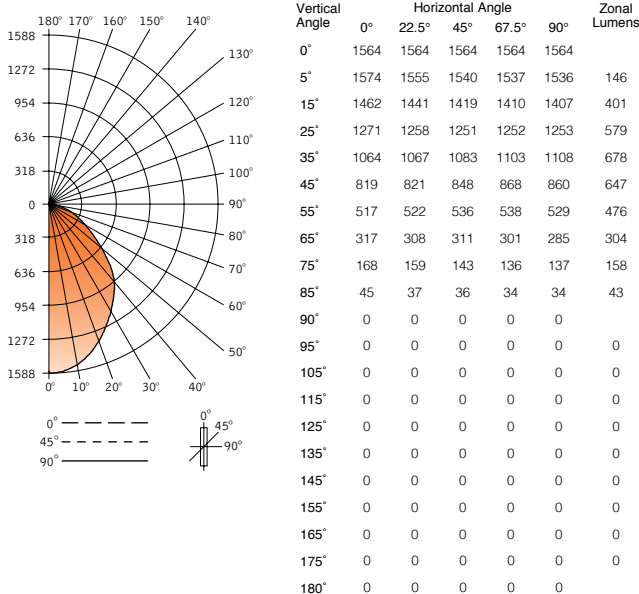 180° 170° 160° 150° 140°
1588
1272
954
636
318
0
318
636
954
1272
1588
130°
120°
110°
100°
90°
80°
70°
60°
50°
0° 10° 20° 30° 40°
0°
45°
90°
0°
45°
90°
Vertical Angle Horizontal Angle Zonal Lumens
0° 22.5° 45° 67.5° 90°
0° 1564 1564 1564 1564 1564
5° 1574 1555 1540 1537 1536 146
15° 1462 1441 1419 1410 1407 401
25° 1271 1258 1251 1252 1253 579
35° 1064 1067 1083 1103 1108 678
45° 819 821 848 868 860 647
55° 517 522 536 538 529 476
65° 317 308 311 301 285 304
75° 168 159 143 136 137 158
85° 45 37 36 34 34 43
90° 0 0 0 0 0
95° 0 0 0 0 0 0
105° 0 0 0 0 0 0
115° 0 0 0 0 0 0
125° 0 0 0 0 0 0
135° 0 0 0 0 0 0
145° 0 0 0 0 0 0
155° 0 0 0 0 0 0
165° 0 0 0 0 0 0
175° 0 0 0 0 0 0
180° 0 0 0 0 0